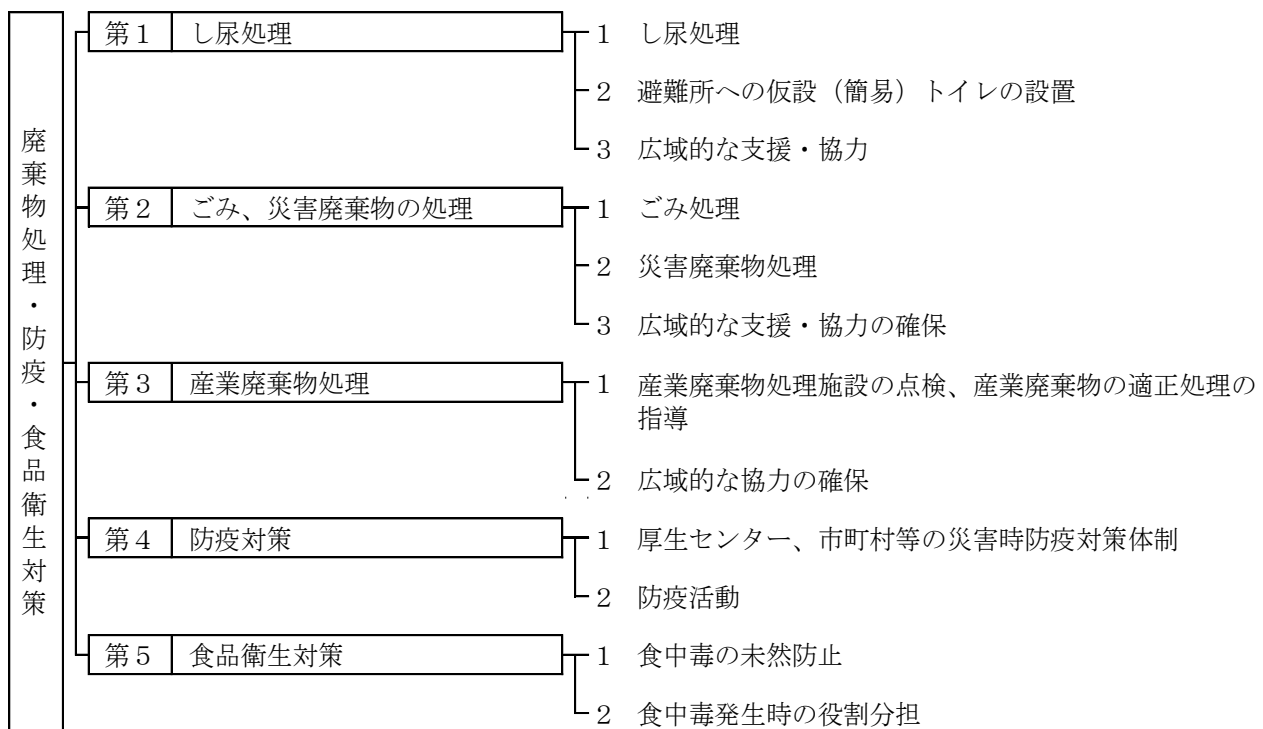 廃棄物処理・防疫・食品衛生対策
第１ し尿処理
１ し尿処理
２ 避難所への仮設（簡易）トイレの設置
３ 広域的な支援・協力
第２ ごみ、災害廃棄物の処理
１ ごみ処理
２ 災害廃棄物処理
３ 広域的な支援・協力の確保
第３ 産業廃棄物処理
１ 産業廃棄物処理施設の点検、産業廃棄物の適正処理の
指導
２ 広域的な協力の確保
第４ 防疫対策
１ 厚生センター、市町村等の災害時防疫対策体制
２ 防疫活動
第５ 食品衛生対策
１ 食中毒の未然防止
２ 食中毒発生時の役割分担